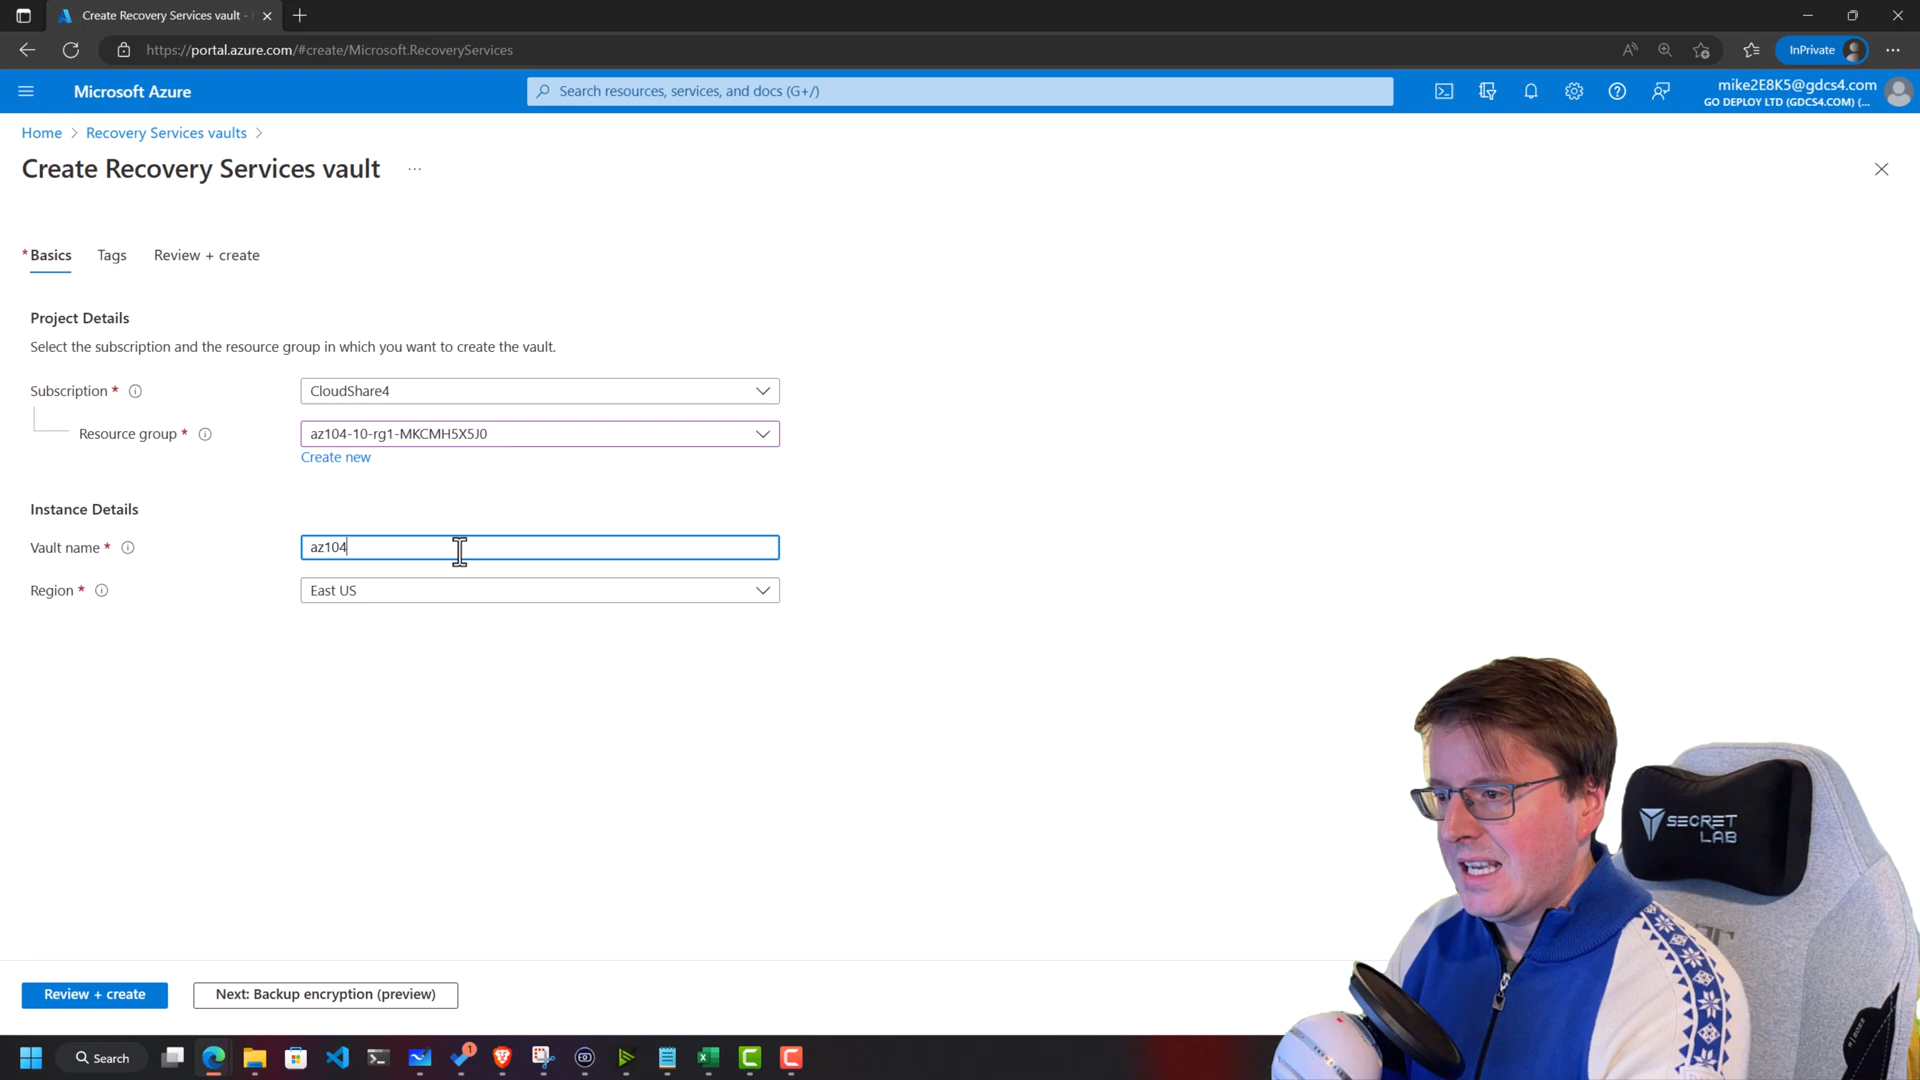 Create Recovery Services vault -
https://portal.azure.com/#create/Microsoft.RecoveryServices
InPrivate
Microsoft Azure
Search resources, services, and docs (G+/)
mike2E8K5@gdcs4.com
GO DEPLOY LTD (GDCS4.COM) (...
Home > Recovery Services vaults >
Create Recovery Services vault ...
* Basics Tags Review + create
Project Details
Select the subscription and the resource group in which you want to create the vault.
Subscription * CloudShare4
Resource group * az104-10-rg1-MKCMH5X5J0
Create new
Instance Details
Vault name * az104
Region * East US
SECRET
LAB
Review + create Next: Backup encryption (preview)
Search
1